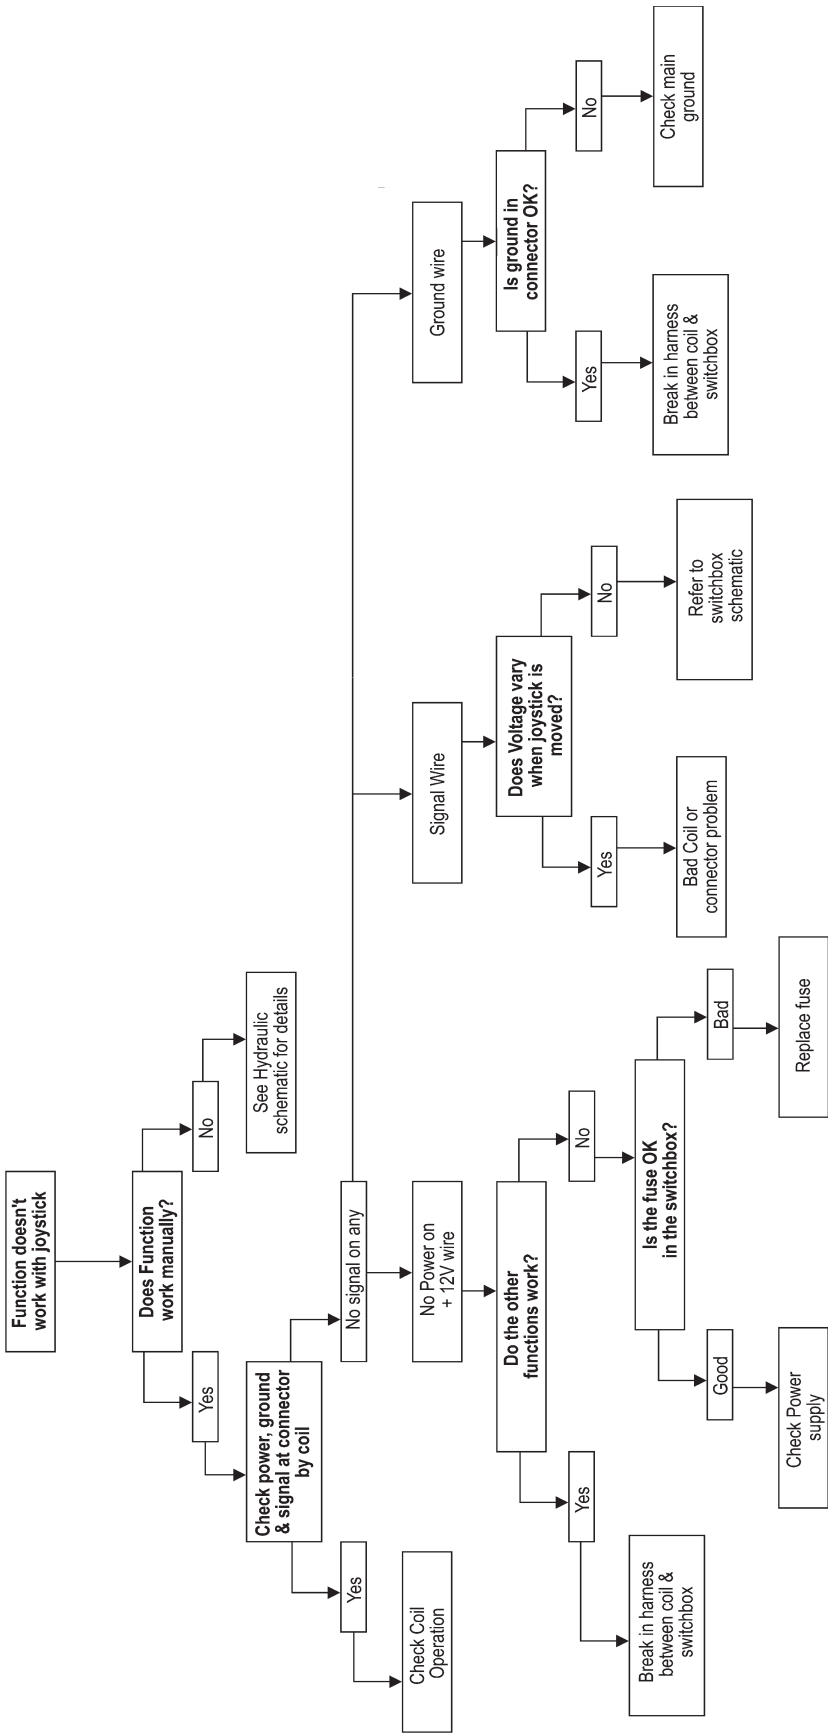 Function doesn't
work with joystick
Does Function
work manually?
Yes
No
See Hydraulic
schematic for details
Check power, ground
& signal at connector
by coil
Yes
Check Coil
Operation
No signal on any
No Power on
+ 12V wire
Do the other
functions work?
Yes
Break in harness
between coil &
switchbox
No
Is the fuse OK
in the switchbox?
Good
Check Power
supply
Bad
Replace fuse
Signal Wire
Does Voltage vary
when joystick is
moved?
Yes
Bad Coil or
connector problem
No
Refer to
switchbox
schematic
Ground wire
Is ground in
connector OK?
Yes
Break in harness
between coil &
switchbox
No
Check main
ground